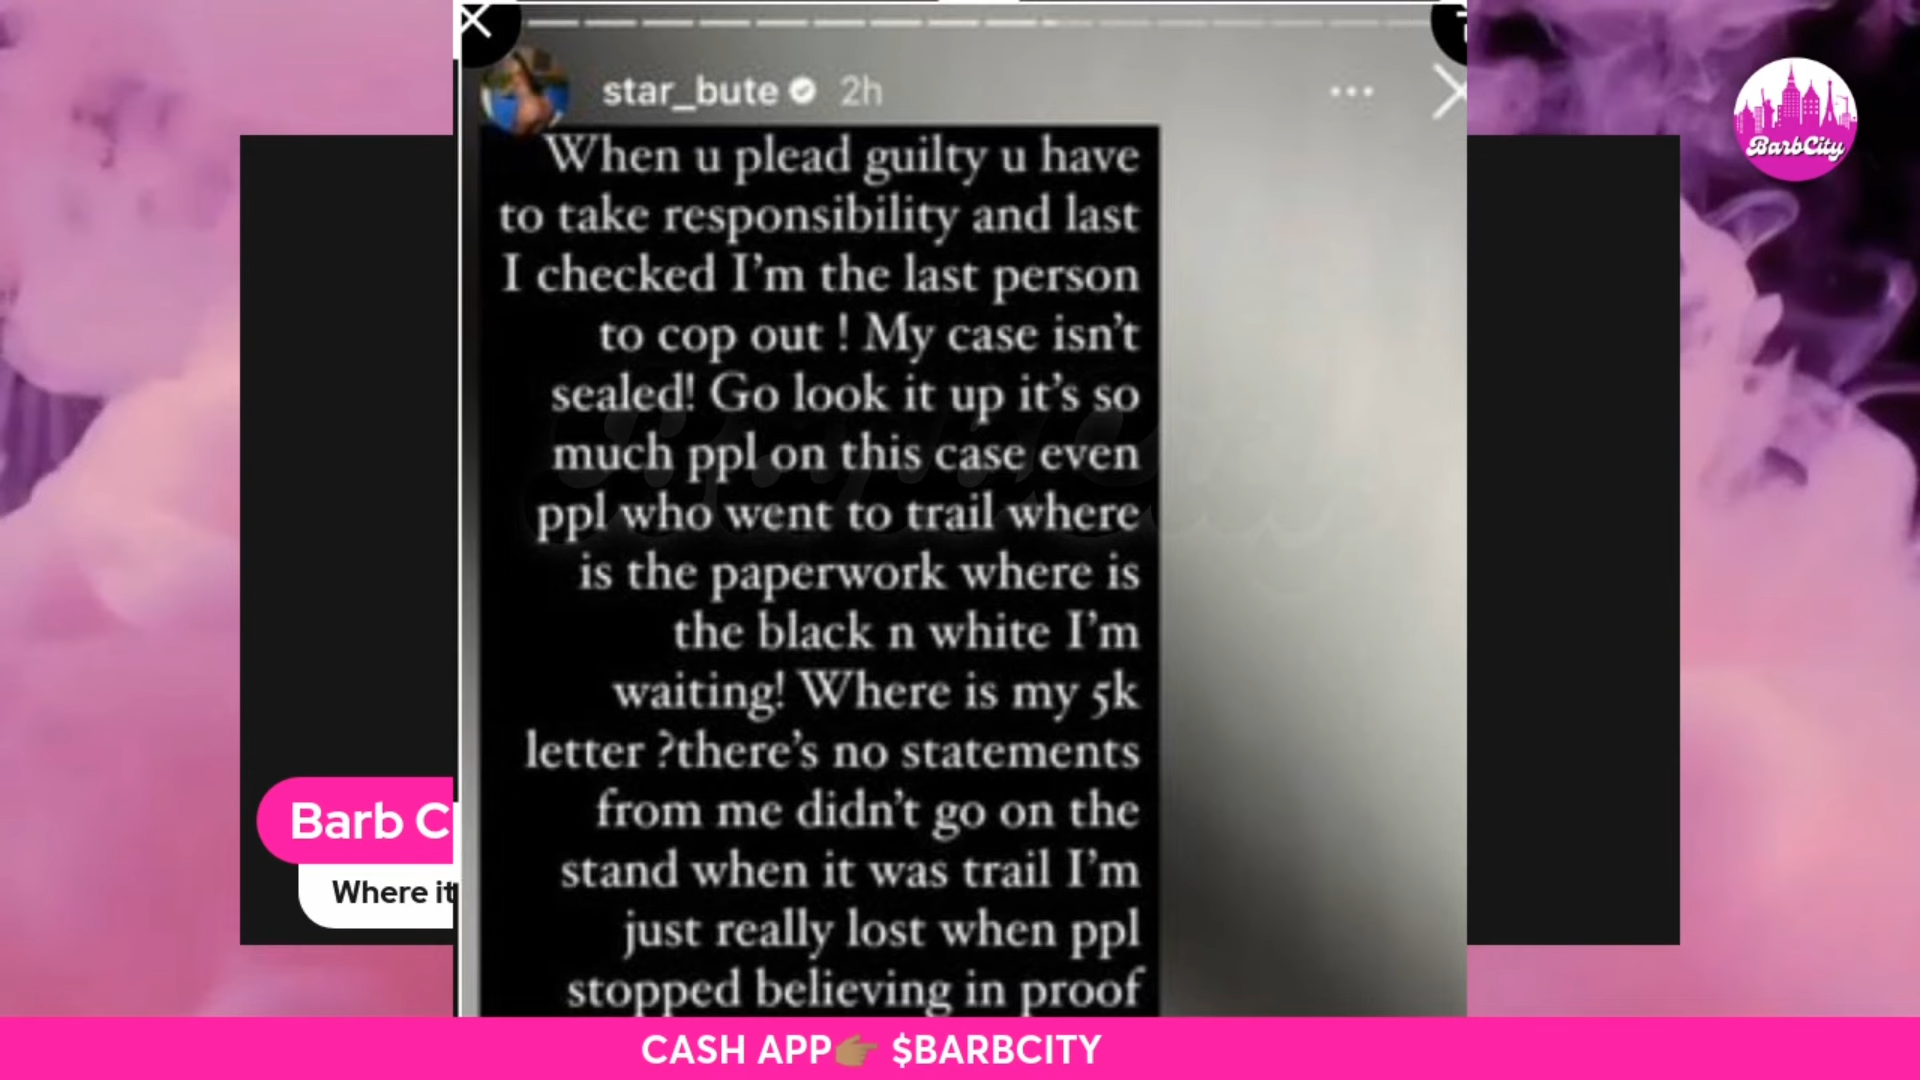 star_bute 2h
When u plead guilty u have
to take responsibility and last
I checked I'm the last person
to cop out ! My case isn't
sealed! Go look it up it's so
much ppl on this case even
ppl who went to trail where
is the paperwork where is
the black n white I'm
waiting! Where is my 5k
letter ?there's no statements
from me didn't go on the
stand when it was trail I'm
just really lost when ppl
stopped believing in proof
BarbCity
Barb C
Where it
CASH APP👉🏽 $BARBCITY